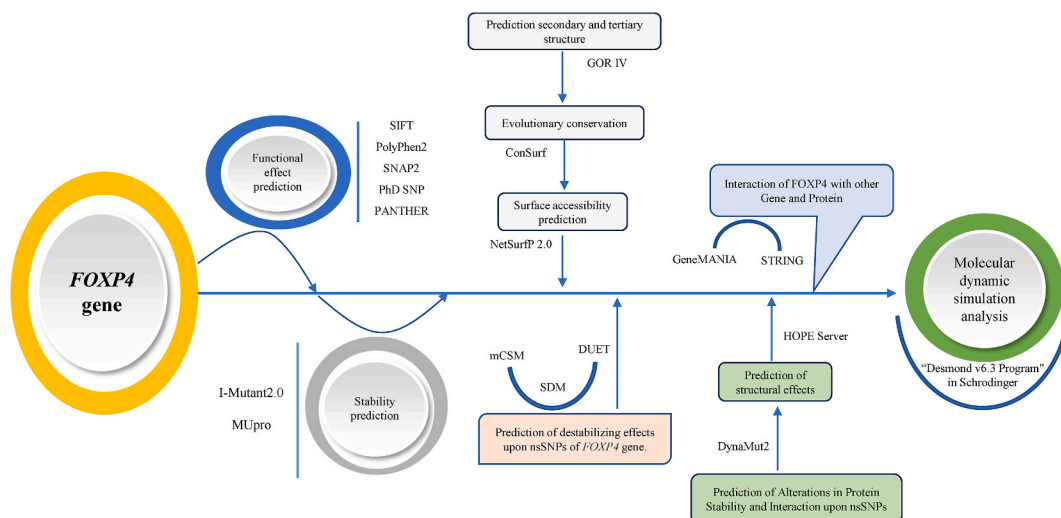 FOXP4
gene
Functional
effect
prediction
SIFT
PolyPhen2
SNAP2
PhD SNP
PANTHER
I-Mutant2.0
MUpro
Stability
prediction
Prediction secondary and tertiary
structure
GOR IV
Evolutionary conservation
ConSurf
Surface accessibility
prediction
NetSurfP 2.0
mCSM
SDM
DUET
Prediction of destabilizing effects
upon nsSNPs of FOXP4 gene.
Interaction of FOXP4 with other
Gene and Protein
GeneMANIA
STRING
HOPE Server
Prediction of
structural effects
DynaMut2
Prediction of Alterations in Protein
Stability and Interaction upon nsSNPs
Molecular
dynamic
simulation
analysis
“Desmond v6.3 Program"
in Schrodinger